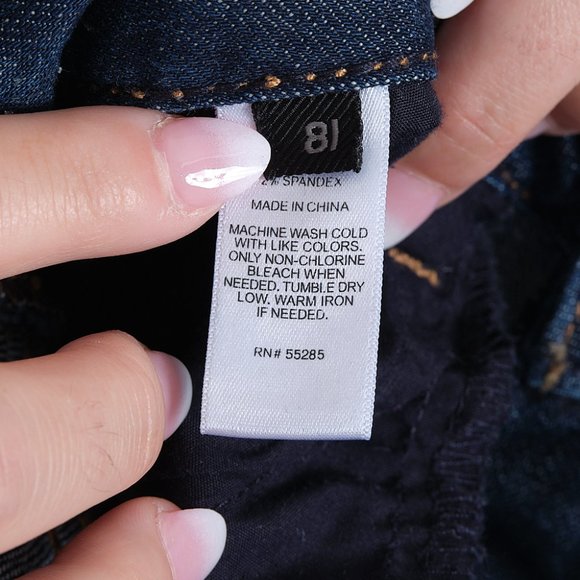 2% SPANDEX
MADE IN CHINA
MACHINE WASH COLD
WITH LIKE COLORS.
ONLY NON-CHLORINE
BLEACH WHEN
NEEDED. TUMBLE DRY
LOW. WARM IRON
IF NEEDED.
RN# 55285